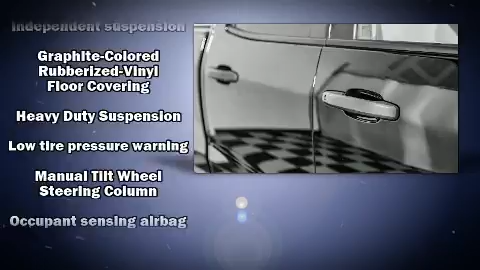 Independent suspension
Graphite-Colored
Rubberized-Vinyl
Floor Covering
Heavy Duty Suspension
Low tire pressure warning
Manual Tilt Wheel
Steering Column
Occupant sensing airbag